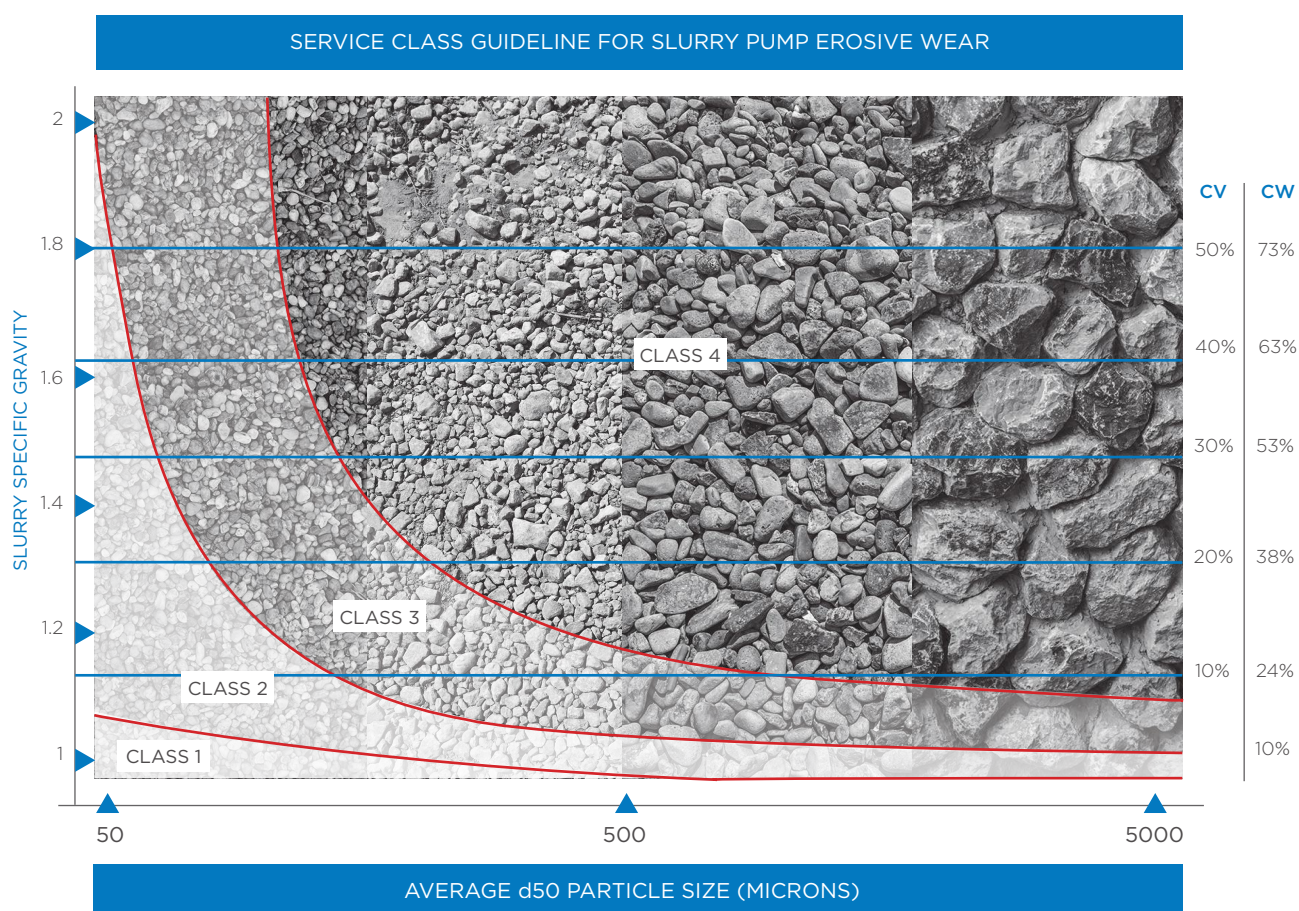 SERVICE CLASS GUIDELINE FOR SLURRY PUMP EROSIVE WEAR
SLURRY SPECIFIC GRAVITY
2
1.8
1.6
1.4
1.2
1
CV CW
50% 73%
40% 63%
30% 53%
20% 38%
10% 24%
10%
CLASS 4
CLASS 3
CLASS 2
CLASS 1
50 500 5000
AVERAGE d50 PARTICLE SIZE (MICRONS)